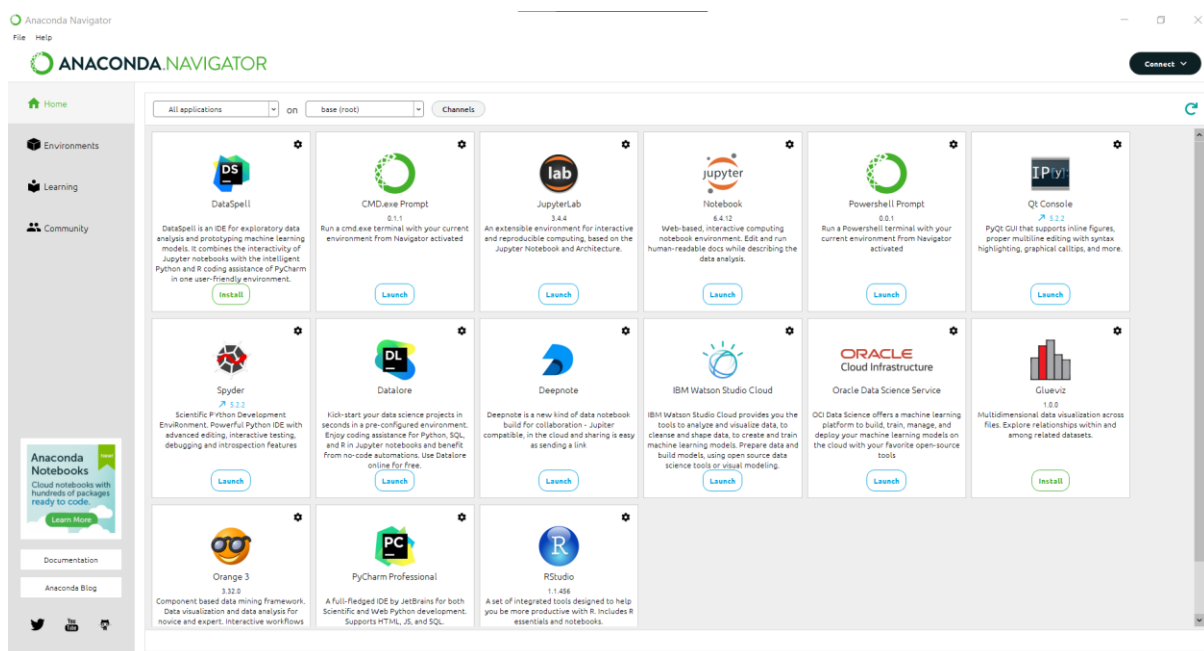 Anaconda Navigator
File Help
ANACONDA.NAVIGATOR
Connect
Home
Environments
Learning
Community
All applications on base (root) Channels
DS
DataSpell
DataSpell is an IDE for exploratory data
analysis and prototyping machine learning
models. It combines the interactivity of
Jupyter notebooks with the intelligent
Python and R coding assistance of PyCharm
in one user-friendly environment.
Install
CMD.exe Prompt
0.1.1
Run a cmd.exe terminal with your current
environment from Navigator activated
Launch
lab
JupyterLab
3.4.4
An extensible environment for interactive
and reproducible computing, based on the
Jupyter Notebook and Architecture.
Launch
jupyter
Notebook
6.4.12
Web-based, interactive computing
notebook environment. Edit and run
human-readable docs while describing the
data analysis.
Launch
Powershell Prompt
0.0.1
Run a Powershell terminal with your
current environment from Navigator
activated
Launch
IP[y]:
Qt Console
5.2.2
PyQt GUI that supports inline figures,
proper multiline editing with syntax
highlighting, graphical calltips, and more.
Launch
Spyder
5.2.2
Scientific PYthon Development
EnviRonment. Powerful Python IDE with
advanced editing, interactive testing,
debugging and introspection features
Launch
DL
Datalore
Kick-start your data science projects in
seconds in a pre-configured environment.
Enjoy coding assistance for Python, SQL,
and R in Jupyter notebooks and benefit
from no-code automations. Use Datalore
online for free.
Launch
Deepnote
Deepnote is a new kind of data notebook
build for collaboration - Jupiter
compatible, in the cloud and sharing is easy
as sending a link
Launch
IBM Watson Studio Cloud
IBM Watson Studio Cloud provides you the
tools to analyze and visualize data, to
cleanse and shape data, to create and train
machine learning models. Prepare data and
build models, using open source data
science tools or visual modeling.
Launch
ORACLE
Cloud Infrastructure
Oracle Data Science Service
OCI Data Science offers a machine learning
platform to build, train, manage, and
deploy your machine learning models on
the cloud with your favorite open-source
tools
Launch
Glueviz
1.0.0
Multidimensional data visualization across
files. Explore relationships within and
among related datasets.
Install
Orange 3
3.32.0
Component based data mining framework.
Data visualization and data analysis for
novice and expert. Interactive workflows
PC
PyCharm Professional
A full-fledged IDE by JetBrains for both
Scientific and Web Python development.
Supports HTML, JS, and SQL.
R
RStudio
1.1.456
A set of integrated tools designed to help
you be more productive with R. Includes R
essentials and notebooks.
Anaconda
Notebooks
Cloud notebooks with
hundreds of packages
ready to code.
Learn More
Documentation
Anaconda Blog
You
Tube